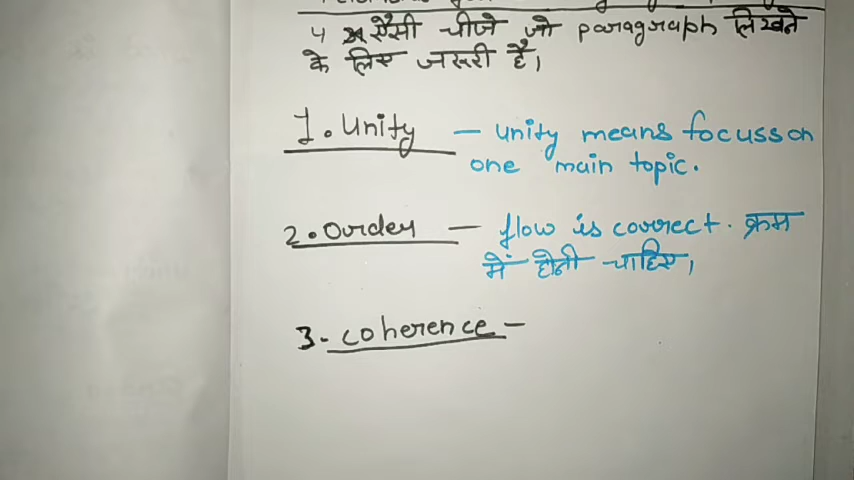 4 ऐसी चीजे जो paragraph लिखने
के लिए जरूरी है।
1. Unity — unity means focuss on
one main topic.
2. Order — flow is correct. क्रम
में होनी चाहिए।
3- coherence -